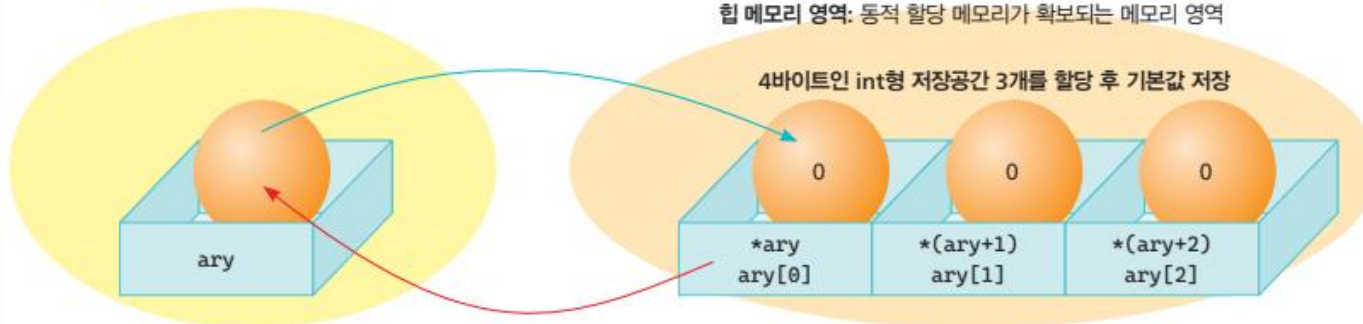 힙 메모리 영역: 동적 할당 메모리가 확보되는 메모리 영역
4바이트인 int형 저장공간 3개를 할당 후 기본값 저장
0
0
0
ary
*ary
ary[0]
*(ary+1)
ary[1]
*(ary+2)
ary[2]